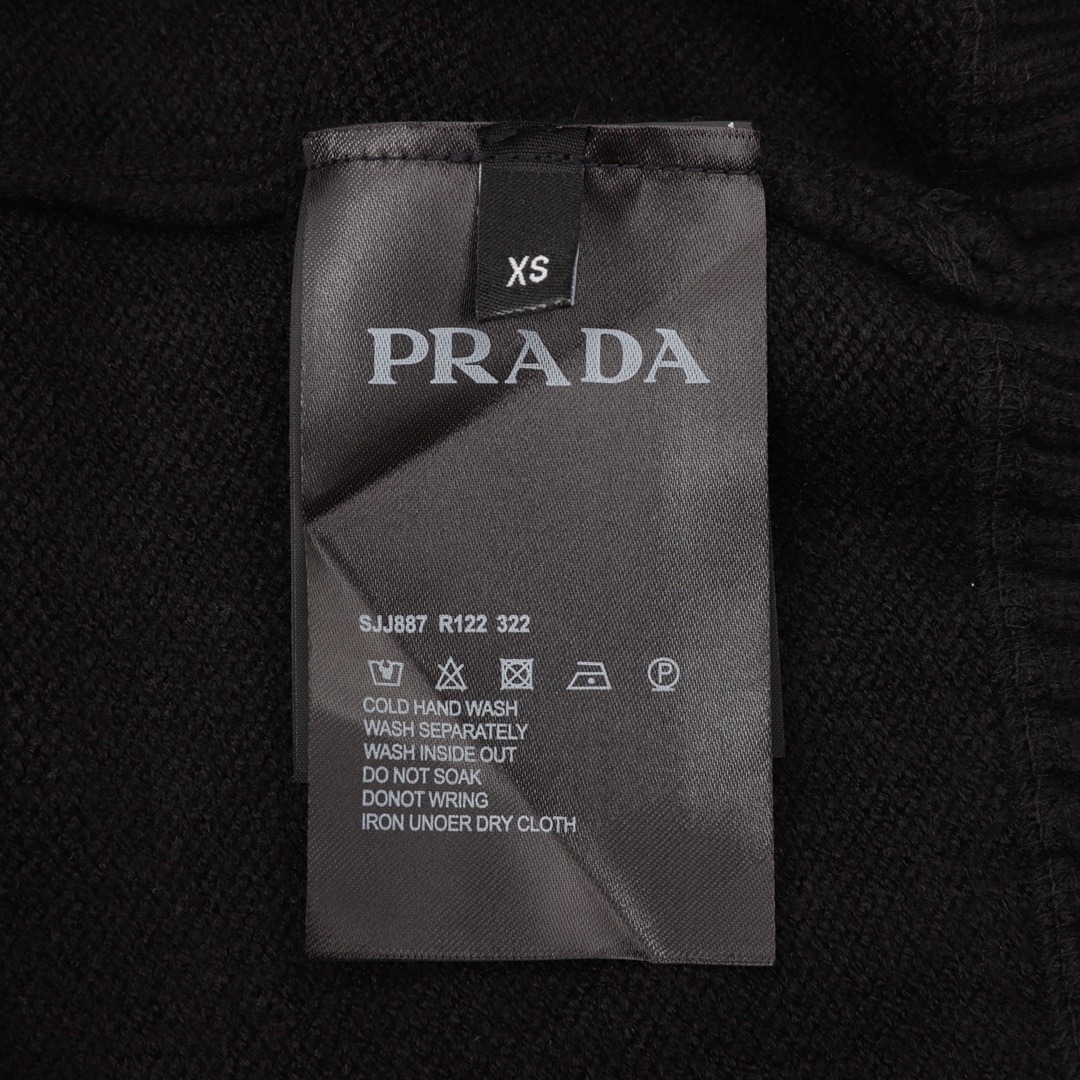 XS
PRADA
SJJ887 R122 322
P
COLD HAND WASH
WASH SEPARATELY
WASH INSIDE OUT
DO NOT SOAK
DONOT WRING
IRON UNOER DRY CLOTH